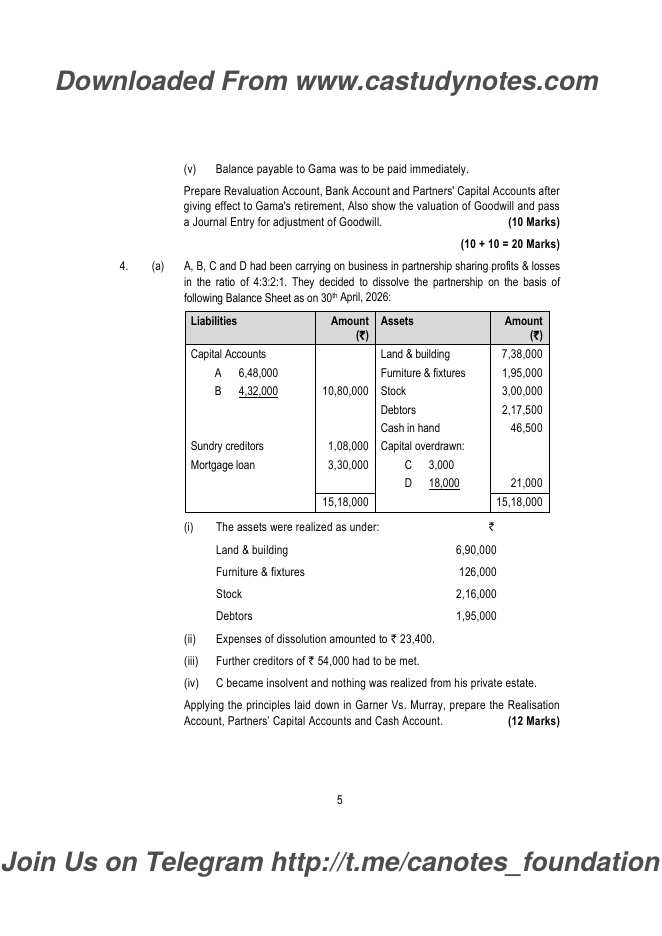 Downloaded From www.castudynotes.com
(v) Balance payable to Gama was to be paid immediately.
Prepare Revaluation Account, Bank Account and Partners' Capital Accounts after
giving effect to Gama's retirement, Also show the valuation of Goodwill and pass
a Journal Entry for adjustment of Goodwill. (10 Marks)
(10 + 10 = 20 Marks)
4. (a) A, B, C and D had been carrying on business in partnership sharing profits & losses
in the ratio of 4:3:2:1. They decided to dissolve the partnership on the basis of
following Balance Sheet as on 30th April, 2026:
Liabilities Amount Assets Amount
(₹) (₹)
Capital Accounts Land & building 7,38,000
A 6,48,000 Furniture & fixtures 1,95,000
B 4,32,000 10,80,000 Stock 3,00,000
Debtors 2,17,500
Cash in hand 46,500
Sundry creditors 1,08,000 Capital overdrawn:
Mortgage loan 3,30,000 C 3,000
D 18,000 21,000
15,18,000 15,18,000
(i) The assets were realized as under: ₹
Land & building 6,90,000
Furniture & fixtures 126,000
Stock 2,16,000
Debtors 1,95,000
(ii) Expenses of dissolution amounted to ₹ 23,400.
(iii) Further creditors of ₹ 54,000 had to be met.
(iv) C became insolvent and nothing was realized from his private estate.
Applying the principles laid down in Garner Vs. Murray, prepare the Realisation
Account, Partners' Capital Accounts and Cash Account. (12 Marks)
5
Join Us on Telegram http://t.me/canotes_foundation